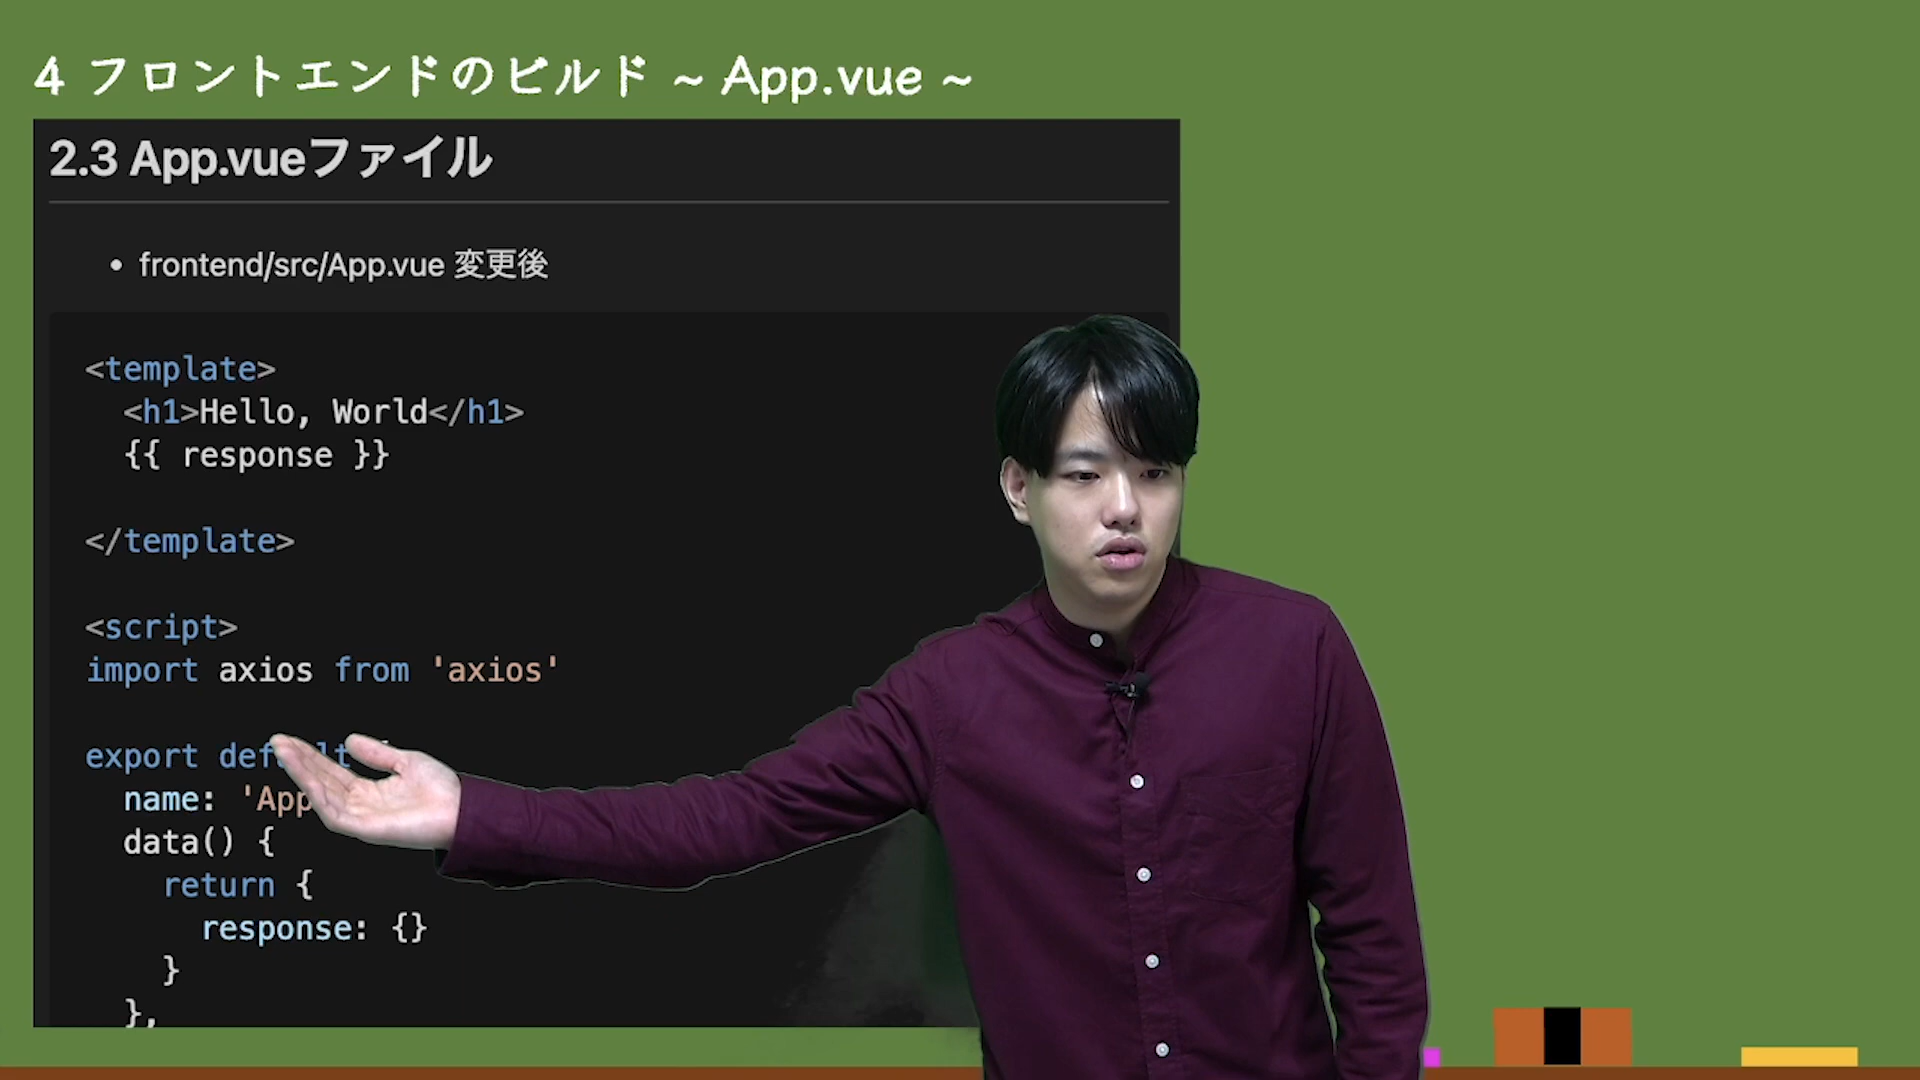 4 フロントエンドのビルド ~ App.vue ~
2.3 App.vueファイル
• frontend/src/App.vue 変更後
<template>
<h1>Hello, World</h1>
{{ response }}
</template>
<script>
import axios from 'axios'
export
name: 'App
data() {
return {
response: {}
}
},